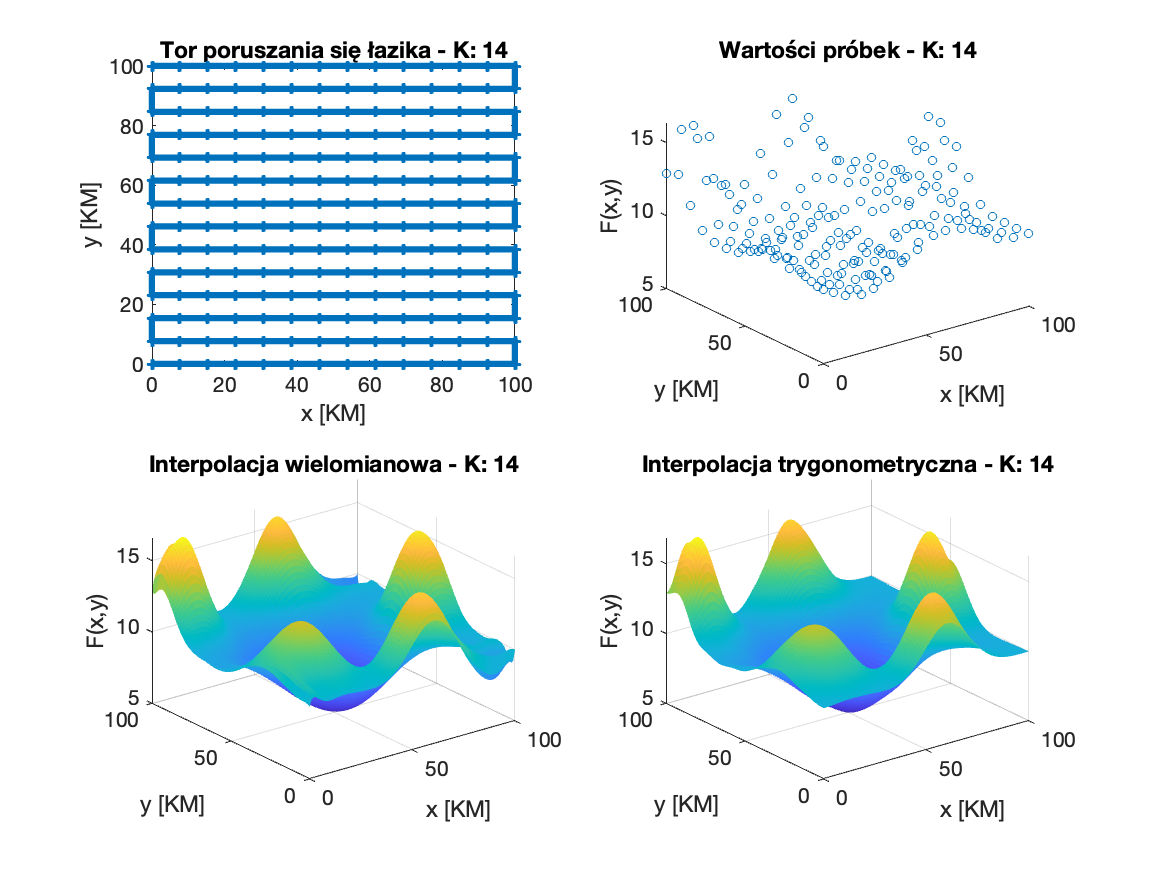 Tor poruszania się łazika - K: 14
100
80
60
40
20
0
y [KM]
0
20
40
60
80
100
x [KM]
Wartości próbek - K: 14
15
10
5
F(x,y)
100
50
0
y [KM]
0
50
100
x [KM]
Interpolacja wielomianowa - K: 14
15
10
5
F(x,y)
100
50
0
y [KM]
0
50
100
x [KM]
Interpolacja trygonometryczna - K: 14
15
10
5
F(x,y)
100
50
0
y [KM]
0
50
100
x [KM]